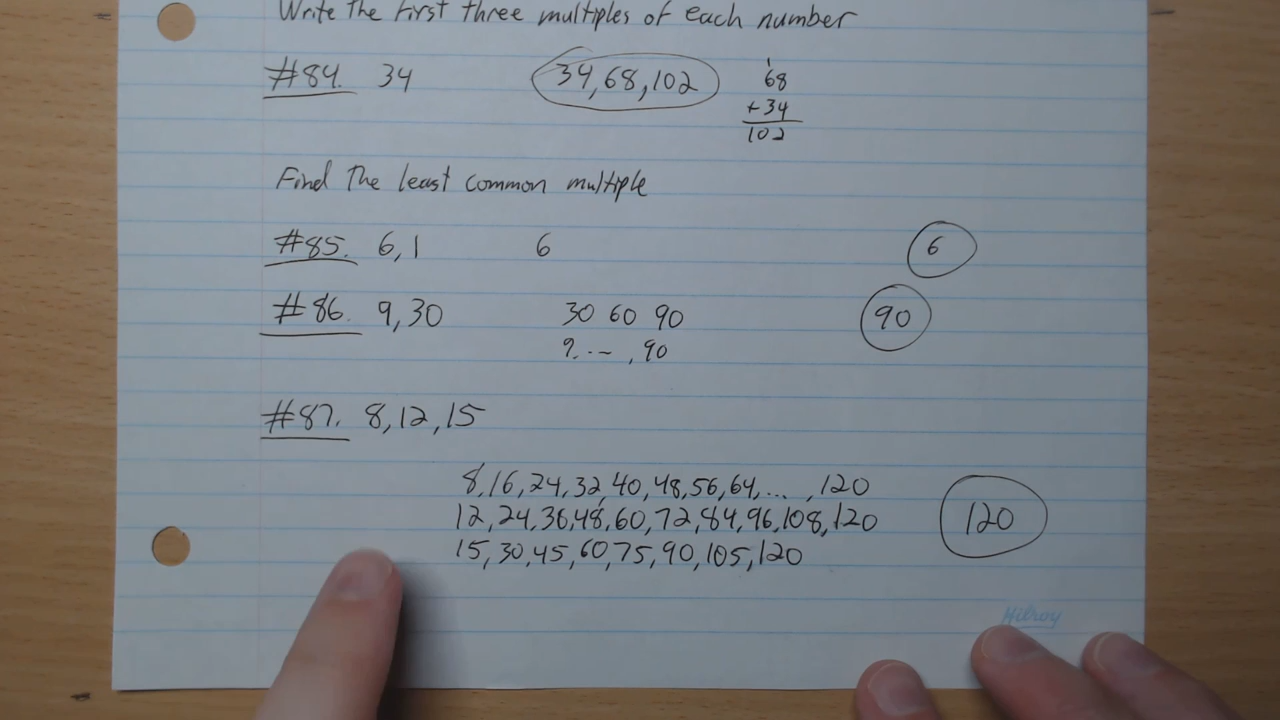 Write the first three multiples of each number
#84. 34 34,68,102 1
68
+34
102
Find the least common multiple
#85. 6,1 6 6
#86. 9,30 30 60 90 90
9.... ,90
#87. 8,12,15
8,16,24,32,40,48,56,64,... ,120
12,24,36,48,60,72,84,96,108,120 120
15,30,45,60,75,90,105,120
Hilroy